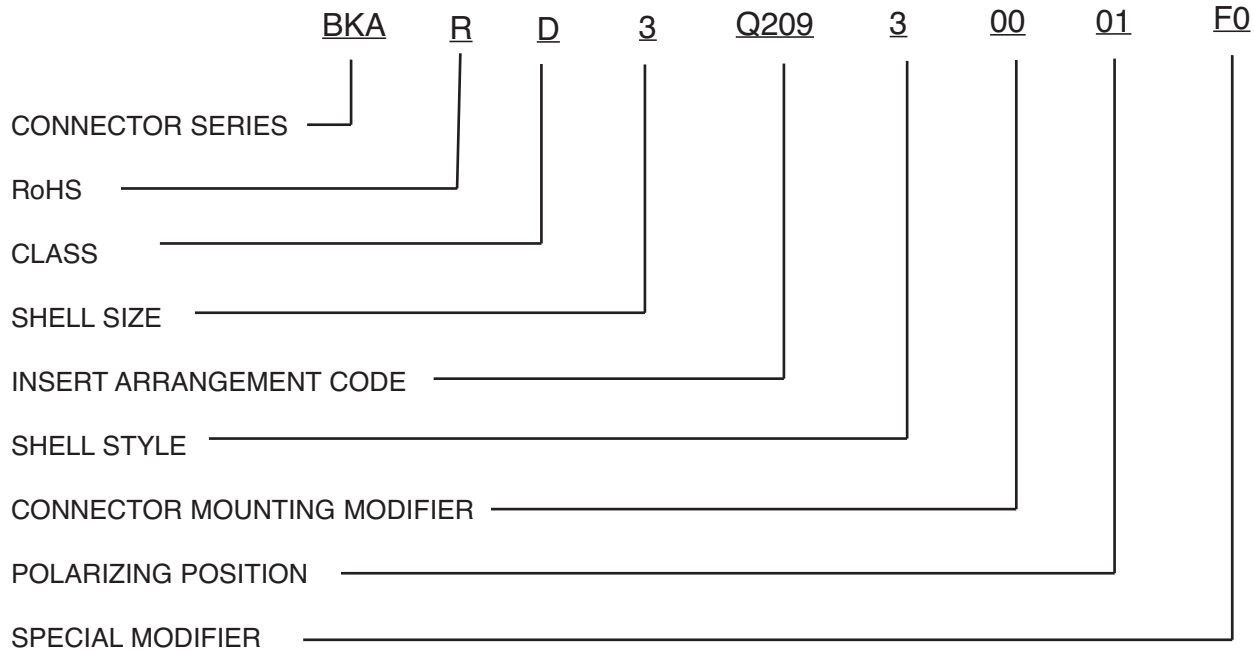 BKA R D 3 Q209 3 00 01 F0
CONNECTOR SERIES
RoHS
CLASS
SHELL SIZE
INSERT ARRANGEMENT CODE
SHELL STYLE
CONNECTOR MOUNTING MODIFIER
POLARIZING POSITION
SPECIAL MODIFIER